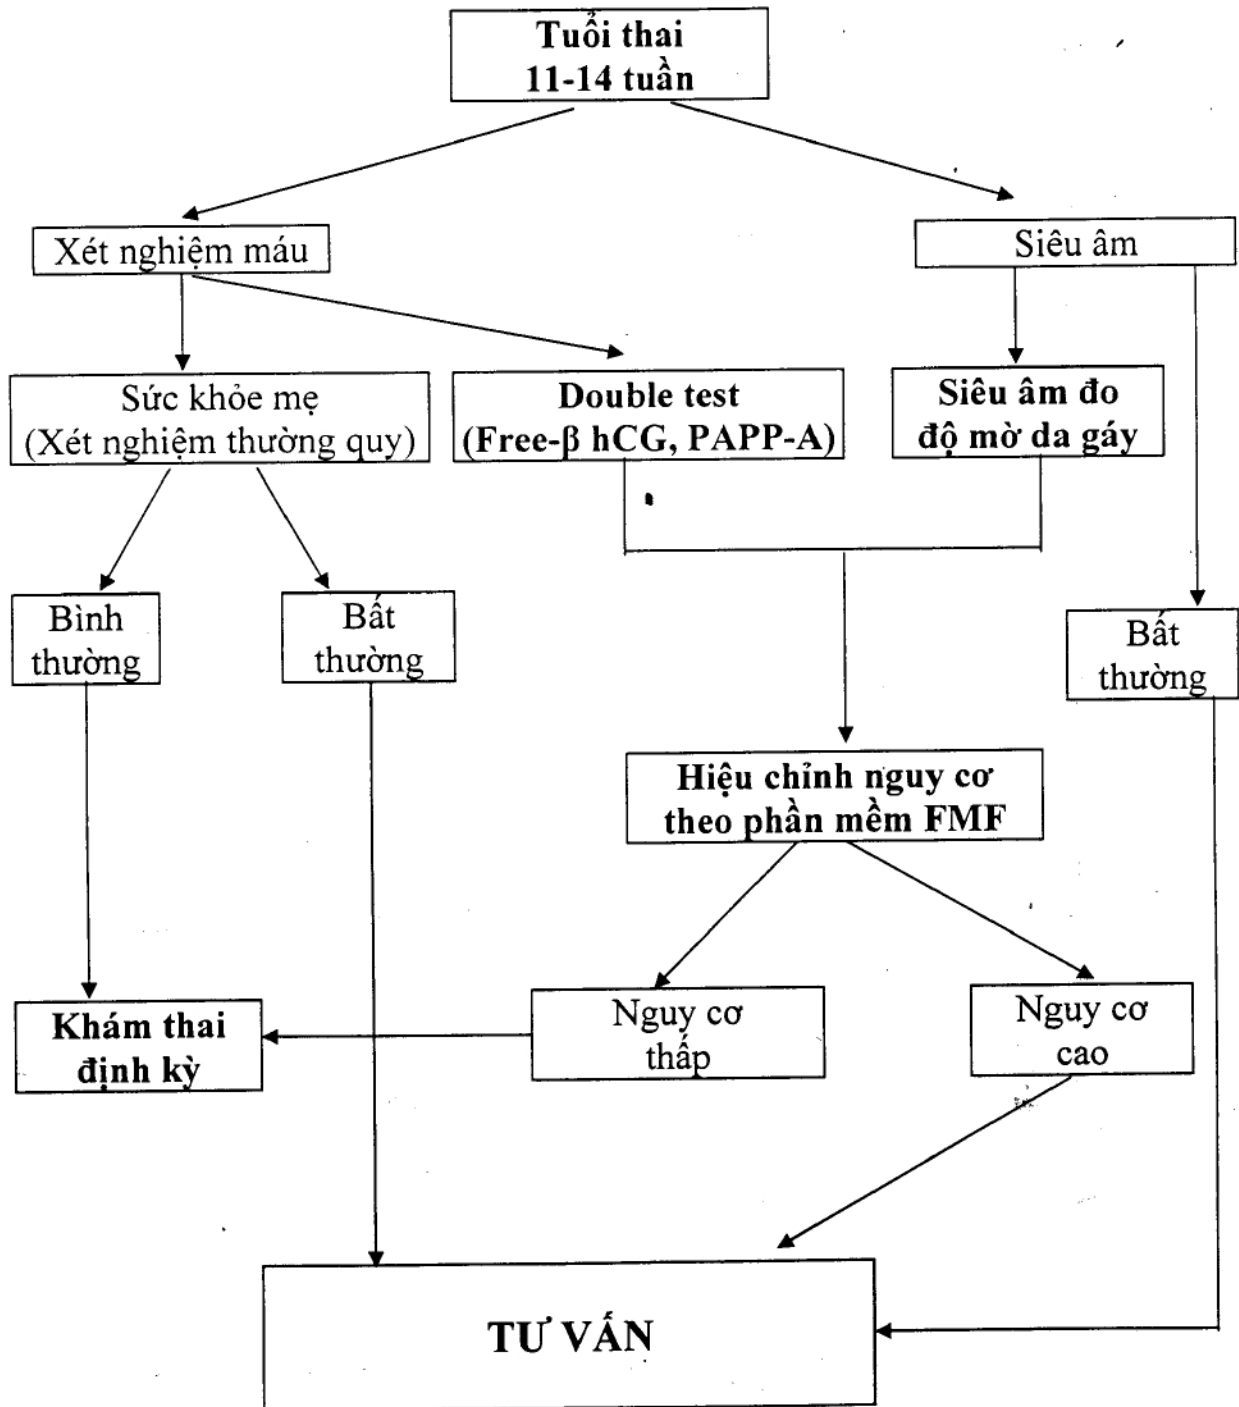 Tuổi thai
11-14 tuần
Xét nghiệm máu
Siêu âm
Sức khỏe mẹ
(Xét nghiệm thường quy)
Double test
(Free-β hCG, PAPP-A)
Siêu âm đo
độ mờ da gáy
Bình
thường
Bất
thường
Bất
thường
Hiệu chỉnh nguy cơ
theo phần mềm FMF
Khám thai
định kỳ
Nguy cơ
thấp
Nguy cơ
cao
TƯ VẤN